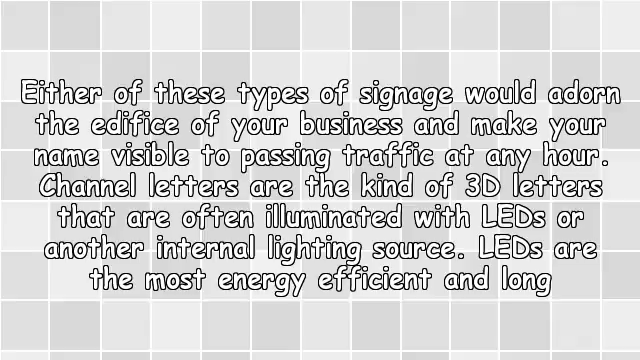 Either of these types of signage would adorn
the edifice of your business and make your
name visible to passing traffic at any hour.
Channel letters are the kind of 3D letters
that are often illuminated with LEDs or
another internal lighting source. LEDs are
the most energy efficient and long